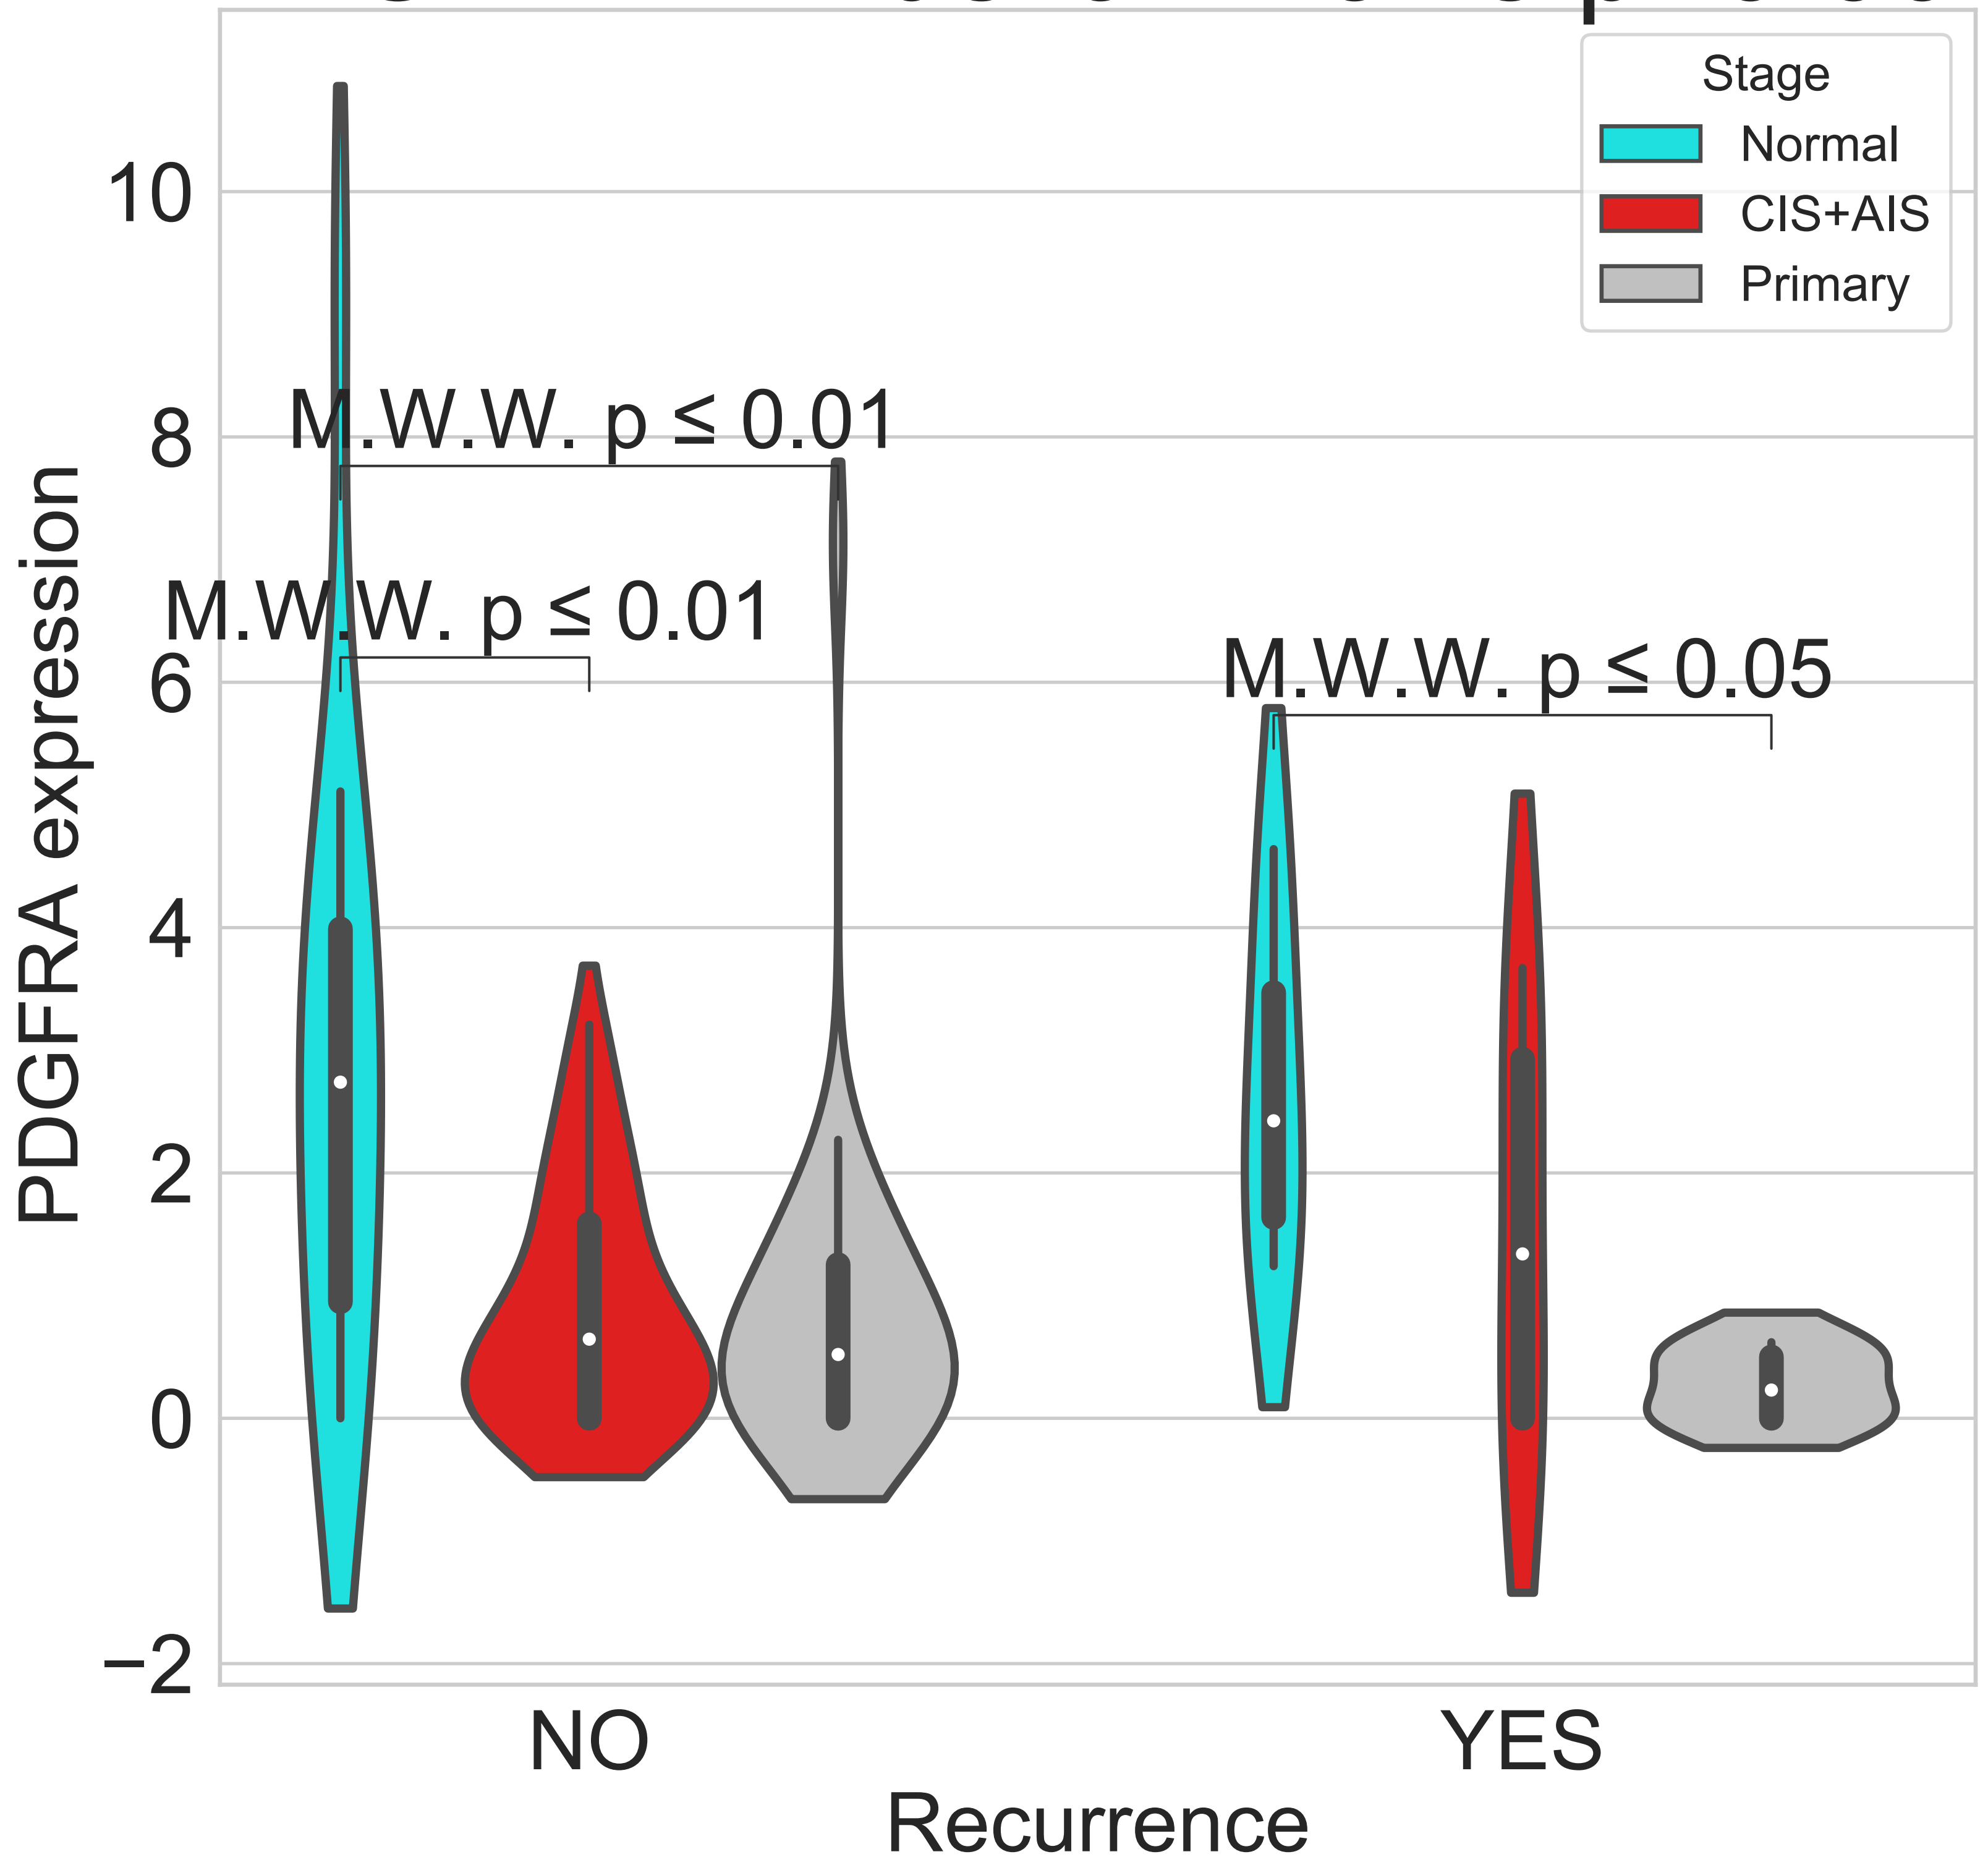 Stage
Normal
CIS+AIS
Primary
10
8
6
4
2
0
−2
PDGFRA expression
M.W.W. p ≤ 0.01
M.W.W. p ≤ 0.01
M.W.W. p ≤ 0.05
NO
YES
Recurrence